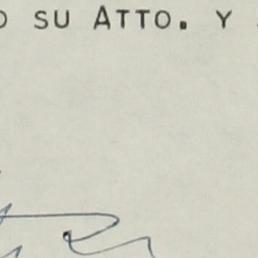 O SU ATTO. Y